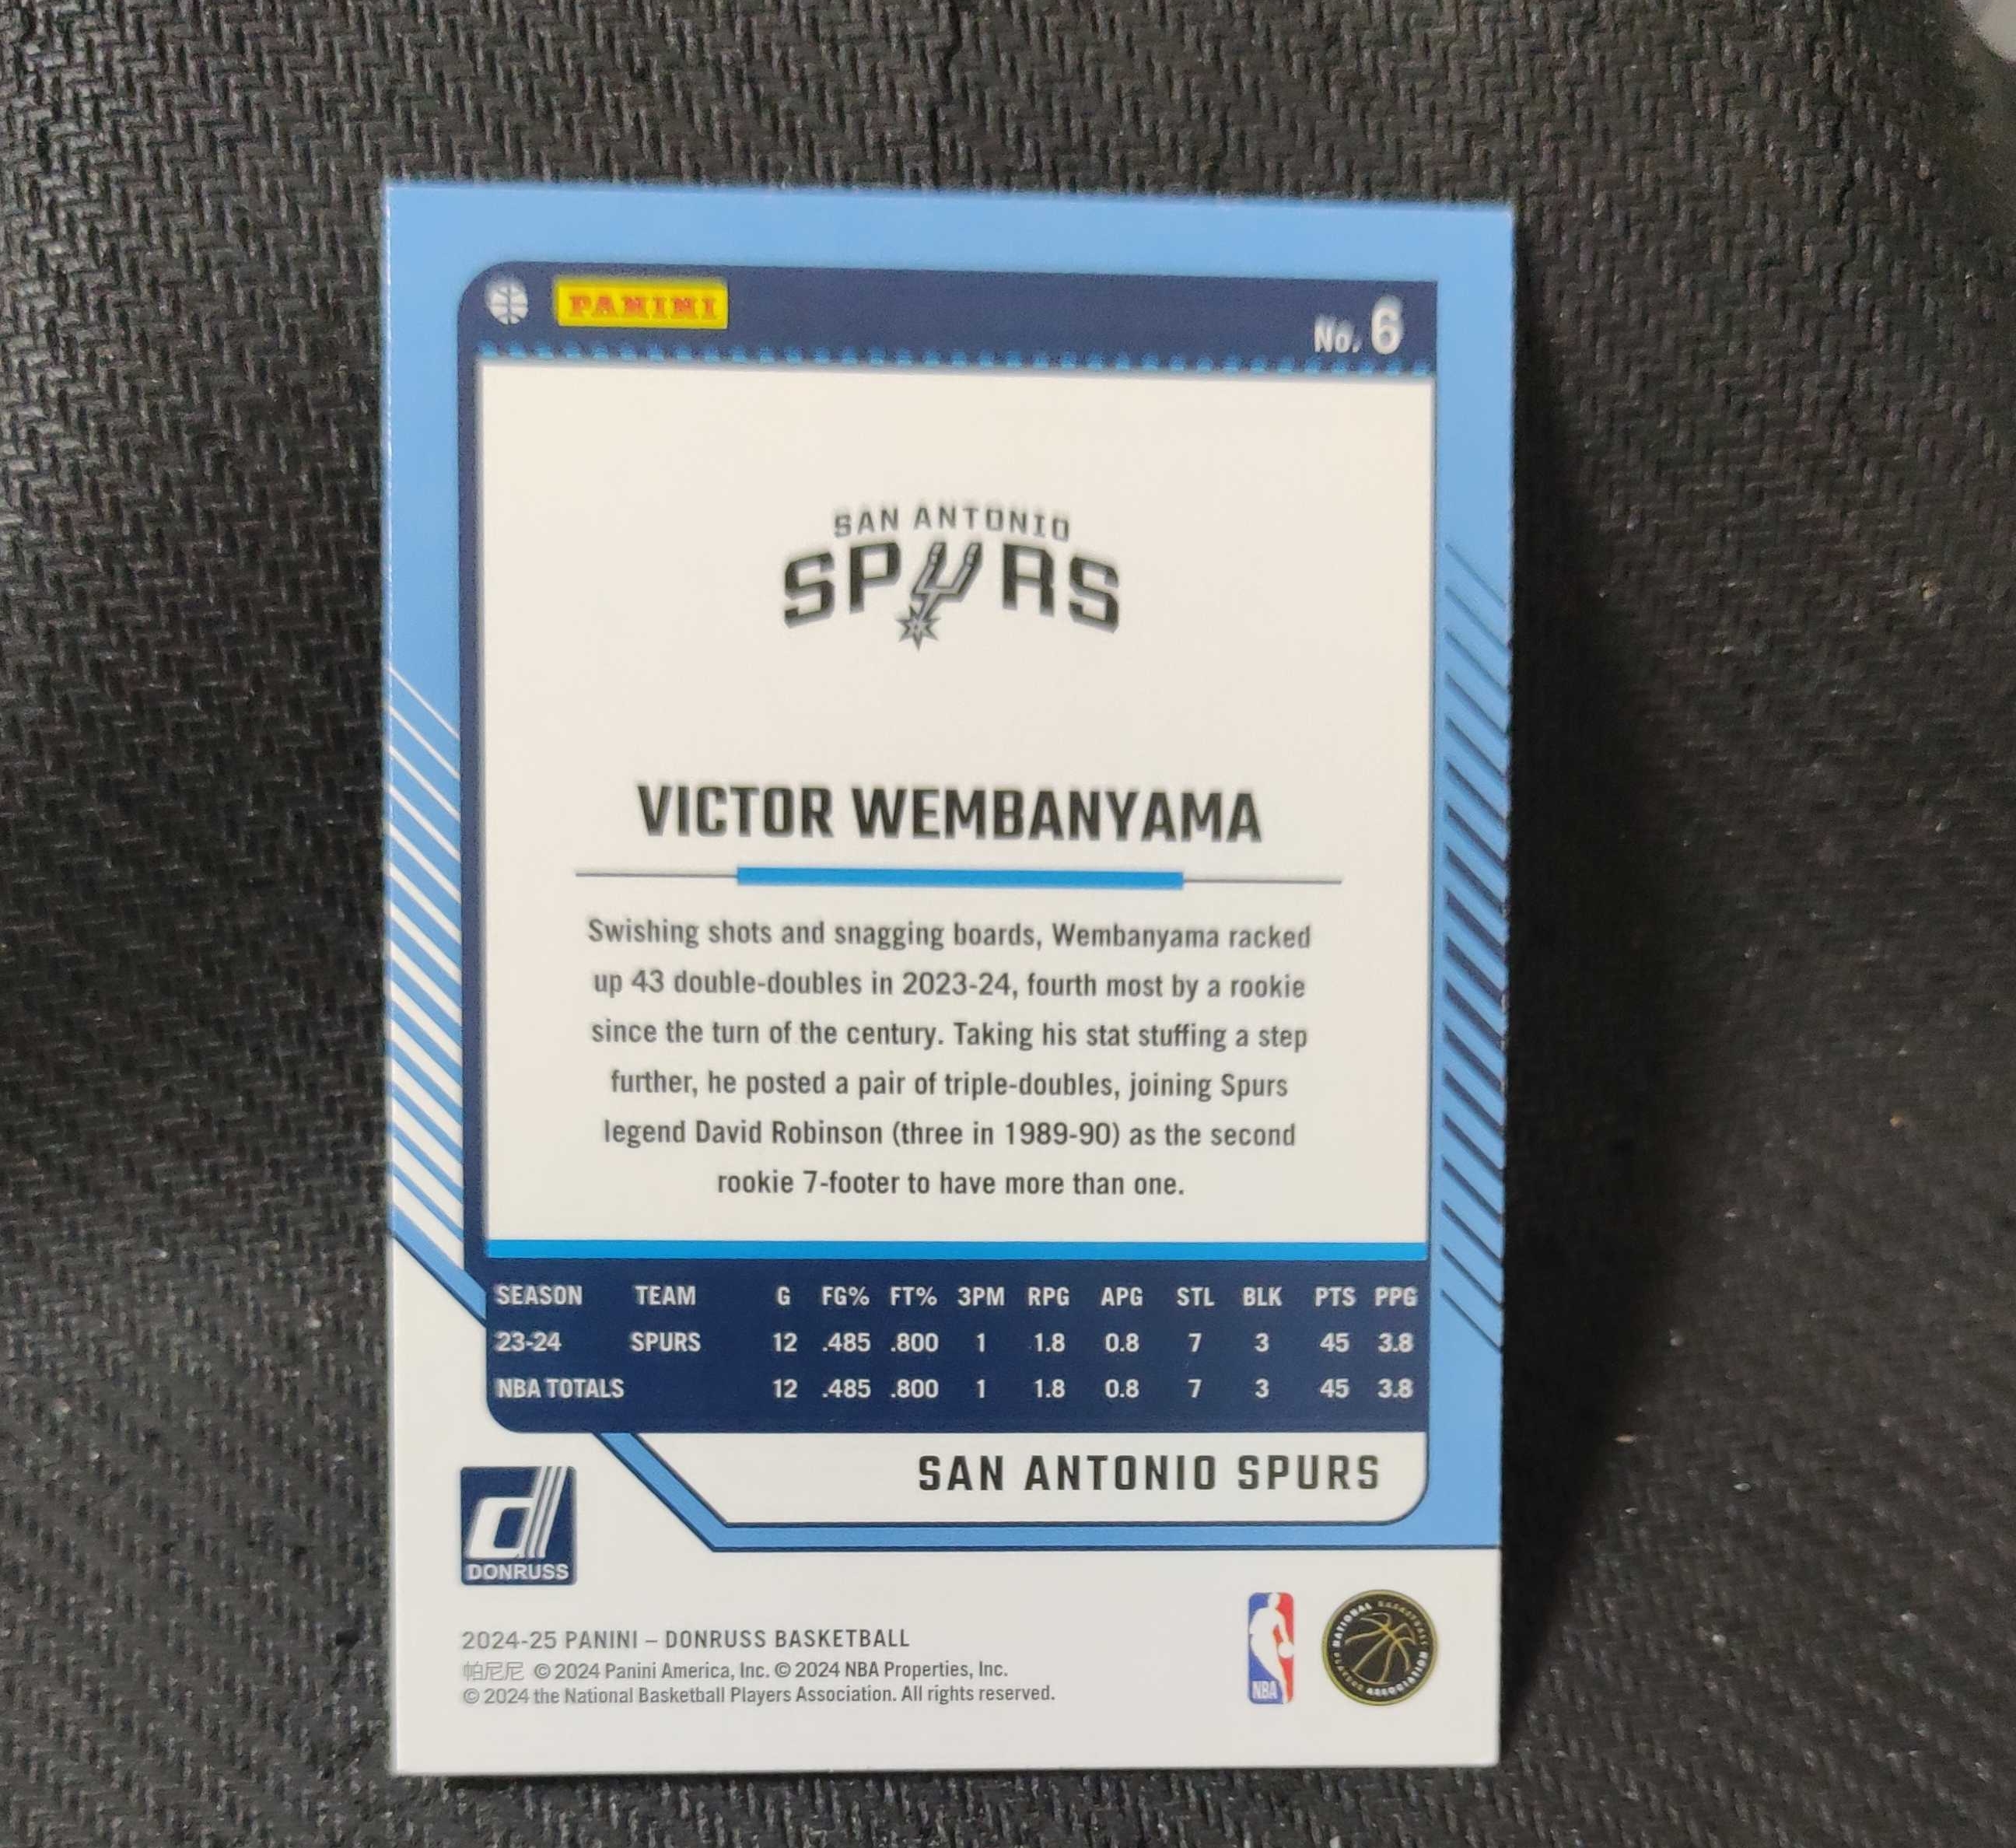 PANINI
No. 6
SAN ANTONIO
SPURS
VICTOR WEMBANYAMA
Swishing shots and snagging boards, Wembanyama racked
up 43 double-doubles in 2023-24, fourth most by a rookie
since the turn of the century. Taking his stat stuffing a step
further, he posted a pair of triple-doubles, joining Spurs
legend David Robinson (three in 1989-90) as the second
rookie 7-footer to have more than one.
SEASON TEAM G FG% FT% 3PM RPG APG STL BLK PTS PPG
23-24 SPURS 12 .485 .800 1 1.8 0.8 7 3 45 3.8
NBA TOTALS 12 .485 .800 1 1.8 0.8 7 3 45 3.8
SAN ANTONIO SPURS
d
DONRUSS
2024-25 PANINI – DONRUSS BASKETBALL
帕尼尼 © 2024 Panini America, Inc. © 2024 NBA Properties, Inc.
© 2024 the National Basketball Players Association. All rights reserved.
NBA
NATIONAL BASKETBALL PLAYERS ASSOCIATION